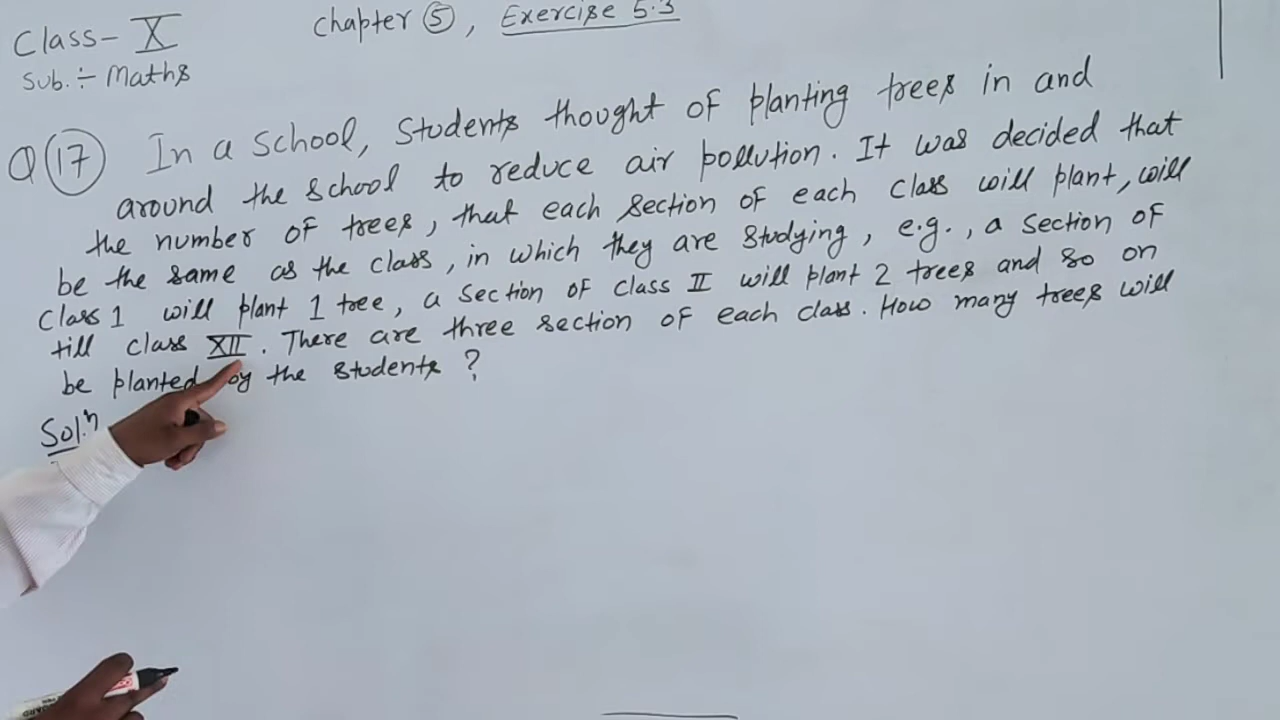 Class- X
Chapter 5, Exercise 5.3
Sub. ÷ Maths
Q 17 In a school, students thought of planting trees in and
around the school to reduce air pollution. It was decided that
the number of trees, that each section of each class will plant, will
be the same as the class, in which they are studying, e.g., a section of
class 1 will plant 1 tree, a section of class II will plant 2 trees and so on
till class XII. There are three section of each class. How many trees will
be planted by the students ?
Sol.n